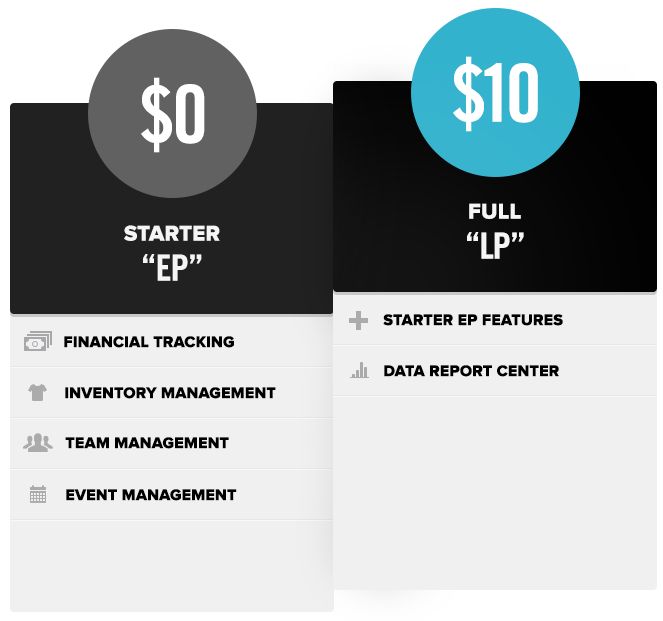 $0
STARTER
“EP”
FINANCIAL TRACKING
INVENTORY MANAGEMENT
TEAM MANAGEMENT
EVENT MANAGEMENT
$10
FULL
“LP”
STARTER EP FEATURES
DATA REPORT CENTER